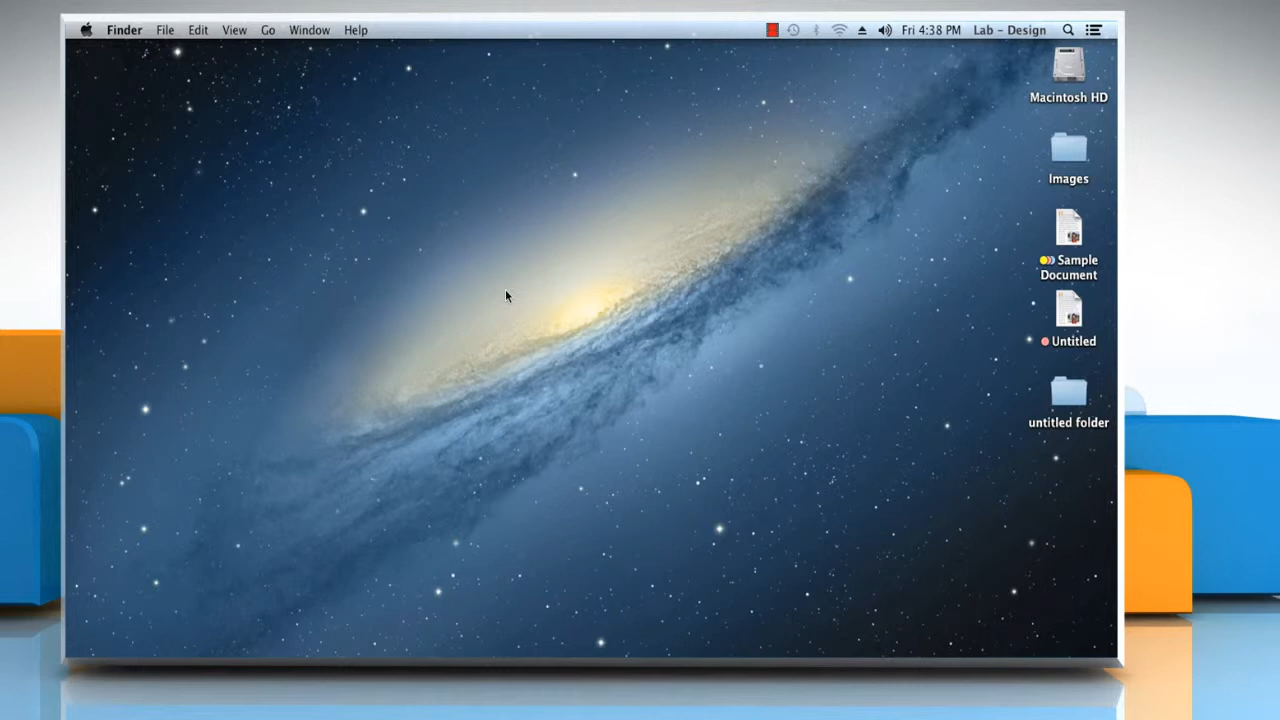 Finder File Edit View Go Window Help Fri 4:38 PM Lab – Design
Macintosh HD
Images
Sample
Document
Untitled
untitled folder